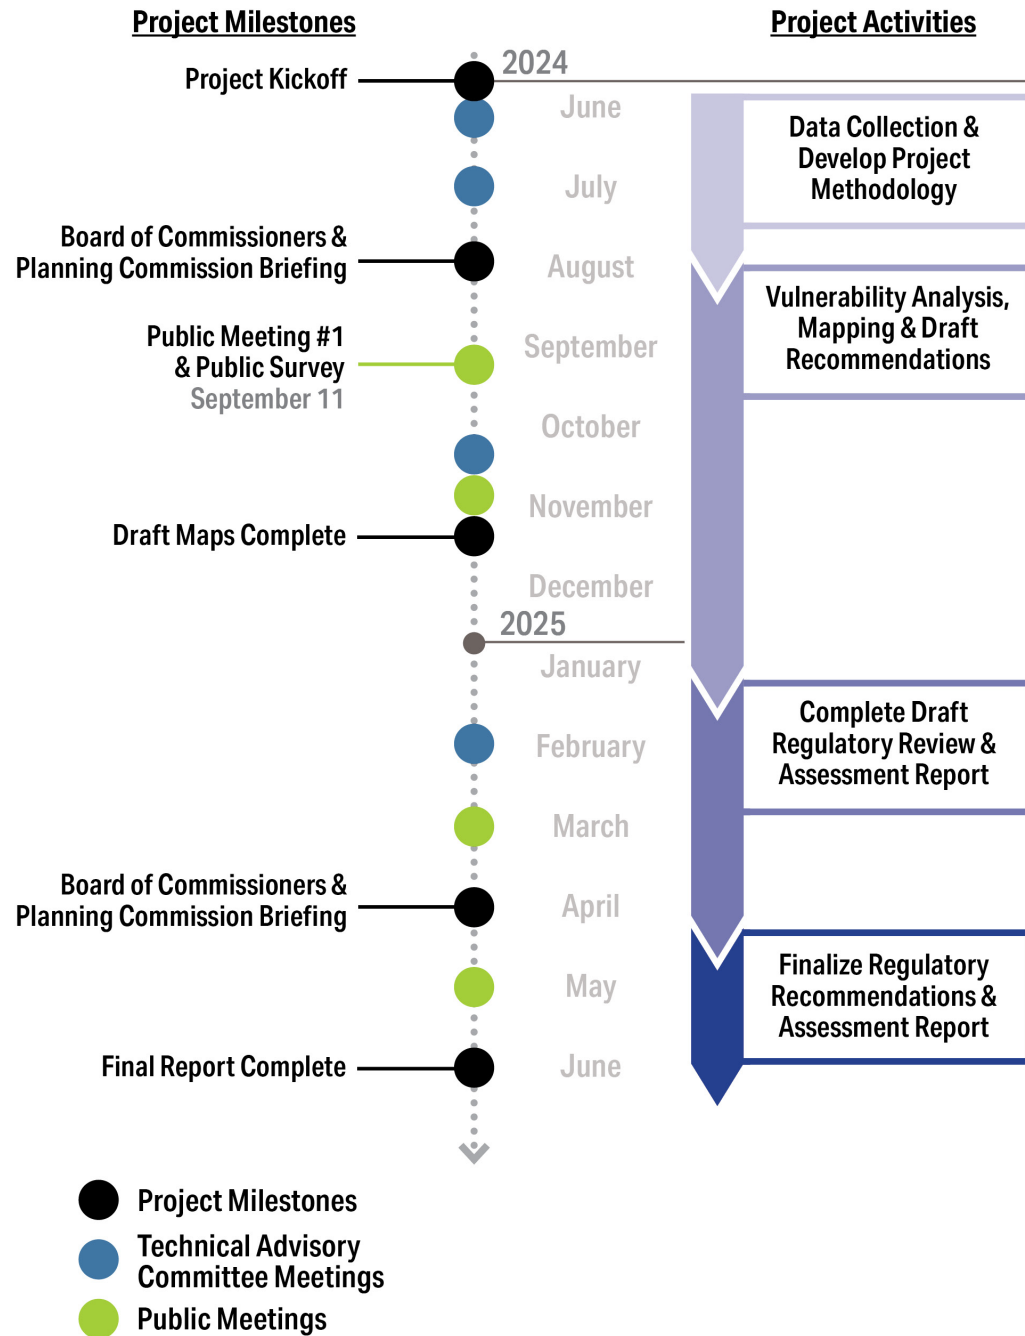 Project Milestones
Project Activities
2024
Project Kickoff
June
Data Collection &
Develop Project
Methodology
July
Board of Commissioners &
Planning Commission Briefing
August
Vulnerability Analysis,
Mapping & Draft
Recommendations
Public Meeting #1
& Public Survey
September 11
September
October
November
Draft Maps Complete
December
2025
January
Complete Draft
Regulatory Review &
Assessment Report
February
March
Board of Commissioners &
Planning Commission Briefing
April
Finalize Regulatory
Recommendations &
Assessment Report
May
Final Report Complete
June
Project Milestones
Technical Advisory
Committee Meetings
Public Meetings